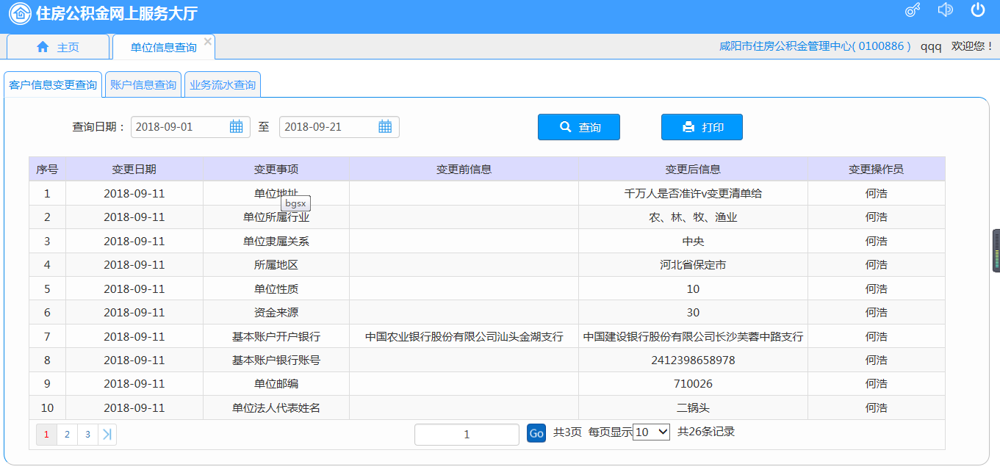 住房公积金网上服务大厅
主页 单位信息查询 咸阳市住房公积金管理中心( 0100886 ) qqq 欢迎您！
客户信息变更查询 账户信息查询 业务流水查询
查询日期： 2018-09-01 至 2018-09-21 查询 打印
序号 变更日期 变更事项 变更前信息 变更后信息 变更操作员
1 2018-09-11 单位地址 千万人是否准许v变更清单给 何浩
bgsx
2 2018-09-11 单位所属行业 农、林、牧、渔业 何浩
3 2018-09-11 单位隶属关系 中央 何浩
4 2018-09-11 所属地区 河北省保定市 何浩
5 2018-09-11 单位性质 10 何浩
6 2018-09-11 资金来源 30 何浩
7 2018-09-11 基本账户开户银行 中国农业银行股份有限公司汕头金湖支行 中国建设银行股份有限公司长沙芙蓉中路支行 何浩
8 2018-09-11 基本账户银行账号 2412398658978 何浩
9 2018-09-11 单位邮编 710026 何浩
10 2018-09-11 单位法人代表姓名 二锅头 何浩
1 2 3 1 Go 共3页 每页显示 10 共26条记录